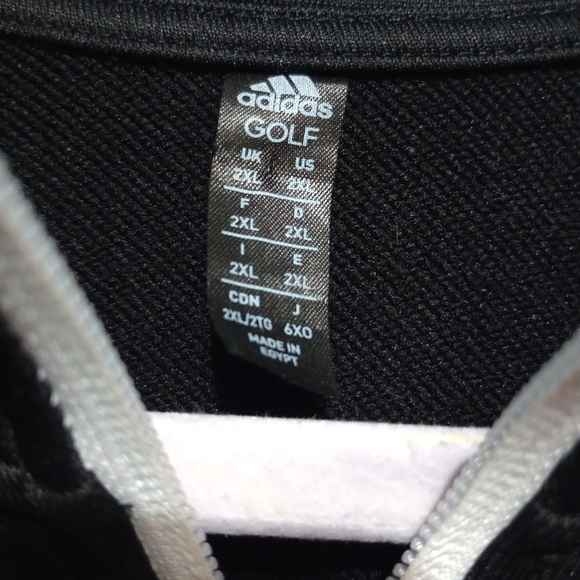 adidas
GOLF
UK US
2XL 2XL
F D
2XL 2XL
I E
2XL 2XL
CDN J
2XL/2TG 6XO
MADE IN
EGYPT